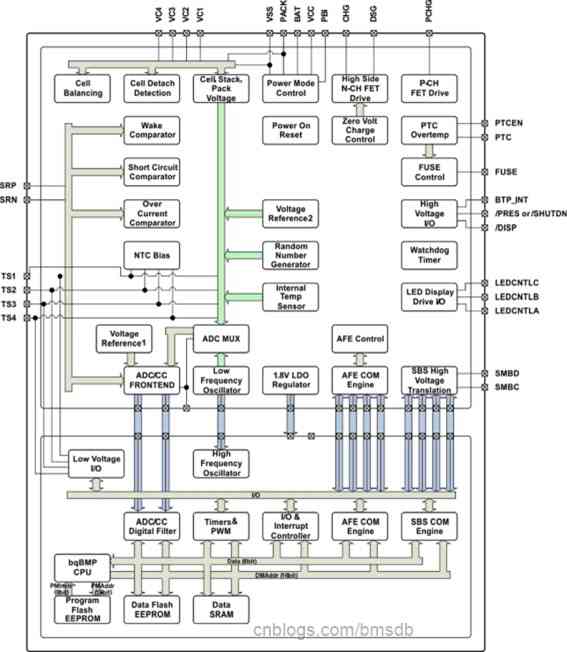 VC4
VC3
VC2
VC1
VSS
PACK
BAT
VCC
PBI
CHG
DSG
PCHG
Cell
Balancing
Cell Detach
Detection
Cell, Stack,
Pack
Voltage
Power Mode
Control
High Side
N-CH FET
Drive
P-CH
FET Drive
Wake
Comparator
Power On
Reset
Zero Volt
Charge
Control
PTC
Overtemp
PTCEN
PTC
Short Circuit
Comparator
FUSE
Control
FUSE
SRP
SRN
Over
Current
Comparator
Voltage
Reference2
High
Voltage
I/O
BTP_INT
/PRES or /SHUTDN
/DISP
NTC Bias
Random
Number
Generator
Watchdog
Timer
TS1
TS2
TS3
TS4
Internal
Temp
Sensor
LED Display
Drive I/O
LEDCNTLC
LEDCNTLB
LEDCNTLA
Voltage
Reference1
ADC MUX
AFE Control
ADC/CC
FRONTEND
Low
Frequency
Oscillator
1.8V LDO
Regulator
AFE COM
Engine
SBS High
Voltage
Translation
SMBD
SMBC
Low Voltage
I/O
High
Frequency
Oscillator
I/O
ADC/CC
Digital Filter
Timers&
PWM
I/O &
Interrupt
Controller
AFE COM
Engine
SBS COM
Engine
bqBMP
CPU
Data (8bit)
DMAddr (16bit)
PMAddr
Program
Flash
EEPROM
Data Flash
EEPROM
Data
SRAM
cnblogs.com/bmsdb